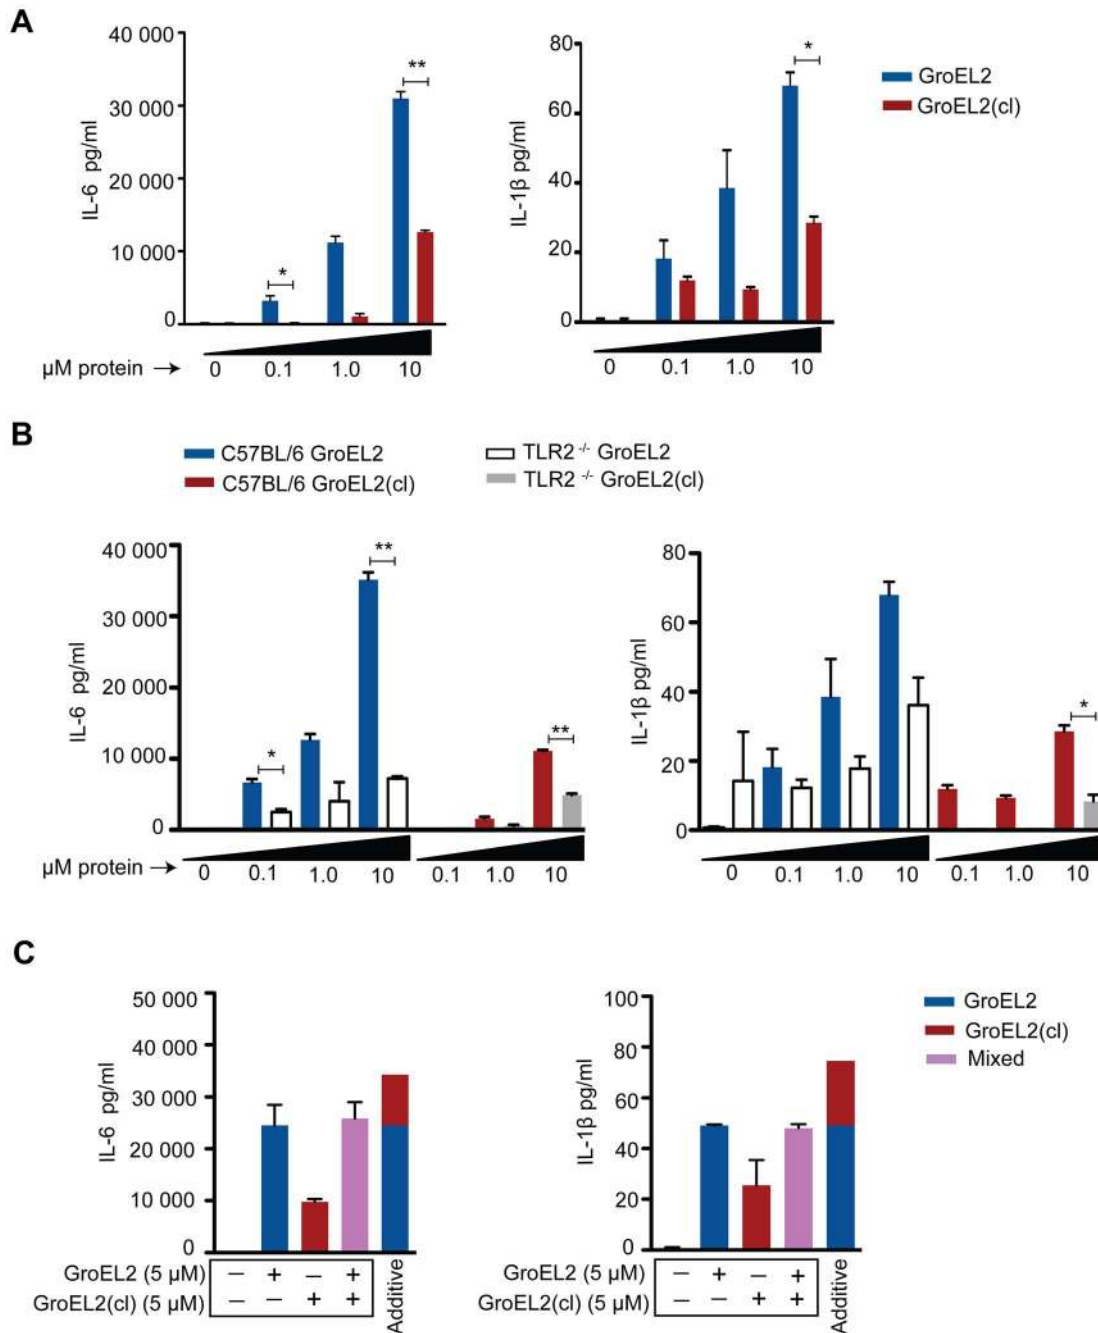 A
40 000
30 000
20 000
10 000
0
IL-6 pg/ml
*
**
µM protein →
0 0.1 1.0 10
80
60
40
20
0
IL-1β pg/ml
*
0 0.1 1.0 10
GroEL2
GroEL2(cl)
B
C57BL/6 GroEL2
C57BL/6 GroEL2(cl)
TLR2 -/- GroEL2
TLR2 -/- GroEL2(cl)
40 000
30 000
20 000
10 000
0
IL-6 pg/ml
*
**
**
µM protein →
0 0.1 1.0 10 0.1 1.0 10
80
60
40
20
0
IL-1β pg/ml
*
0 0.1 1.0 10 0.1 1.0 10
C
50 000
40 000
30 000
20 000
10 000
0
IL-6 pg/ml
GroEL2 (5 µM) – + – +
GroEL2(cl) (5 µM) – – + +
Additive
100
80
60
40
20
0
IL-1β pg/ml
GroEL2 (5 µM) – + – +
GroEL2(cl) (5 µM) – – + +
Additive
GroEL2
GroEL2(cl)
Mixed